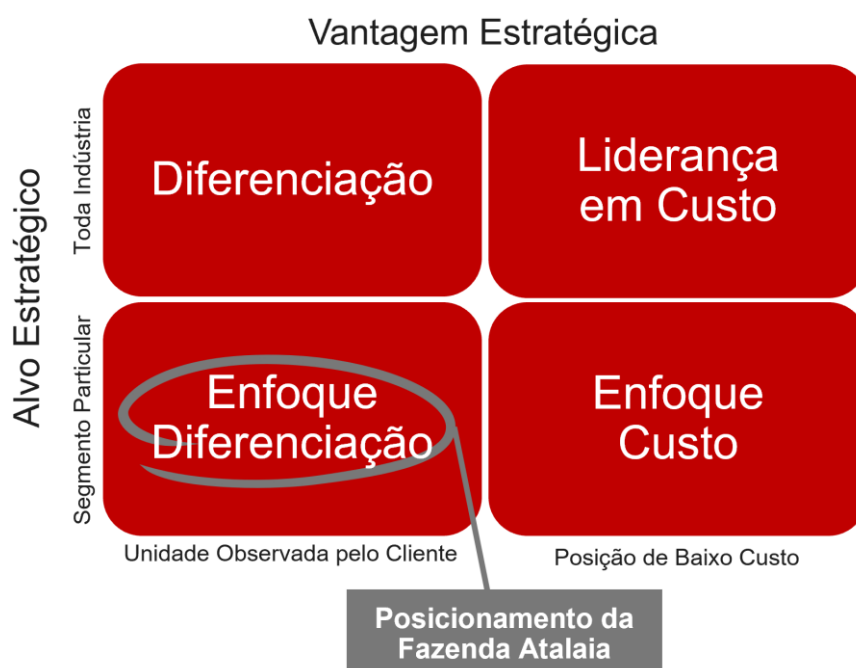 Vantagem Estratégica
Alvo Estratégico
Toda Indústria
Diferenciação
Liderança
em Custo
Segmento Particular
Enfoque
Diferenciação
Enfoque
Custo
Unidade Observada pelo Cliente
Posição de Baixo Custo
Posicionamento da
Fazenda Atalaia